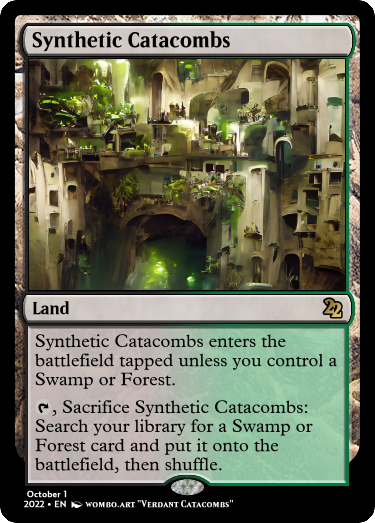 Synthetic Catacombs
Land
22
Synthetic Catacombs enters the
battlefield tapped unless you control a
Swamp or Forest.
, Sacrifice Synthetic Catacombs:
Search your library for a Swamp or
Forest card and put it onto the
battlefield, then shuffle.
October 1
2022 • EN WOMBO.ART "VERDANT CATACOMBS"